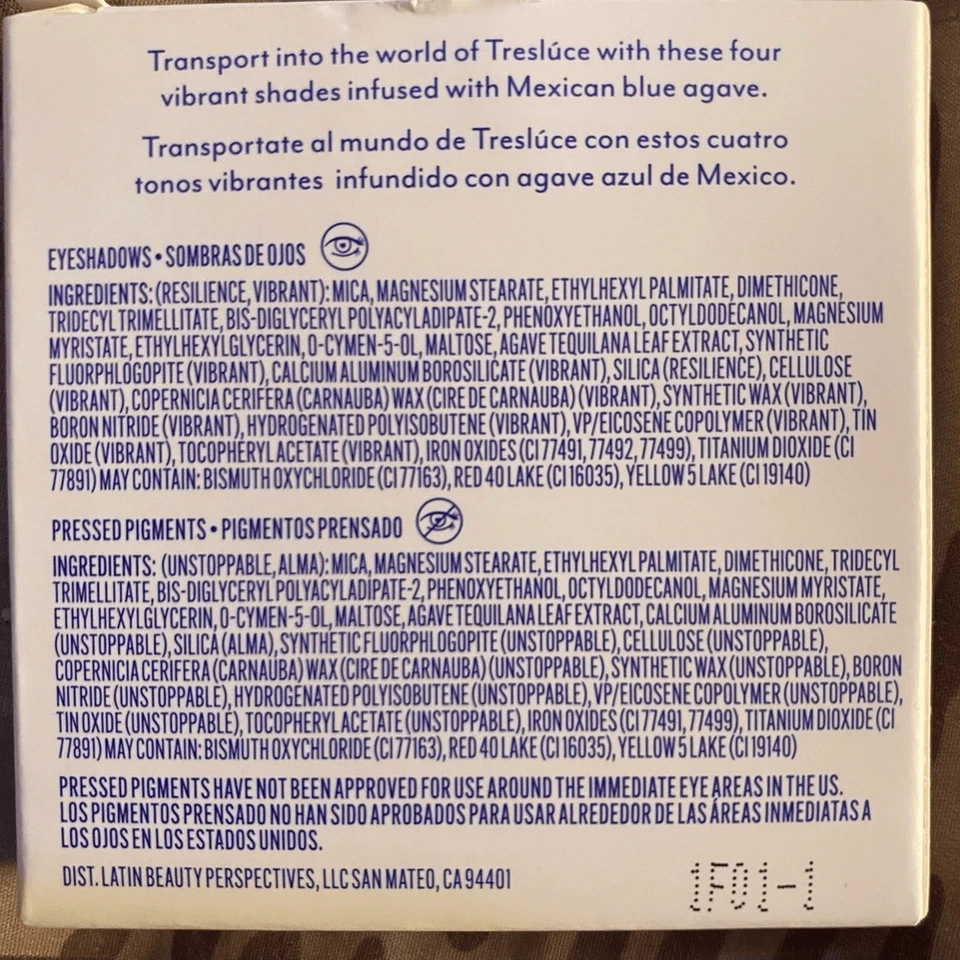 Transport into the world of Treslúce with these four
vibrant shades infused with Mexican blue agave.
Transportate al mundo de Treslúce con estos cuatro
tonos vibrantes infundido con agave azul de Mexico.
EYESHADOWS • SOMBRAS DE OJOS
INGREDIENTS: (RESILIENCE, VIBRANT): MICA, MAGNESIUM STEARATE, ETHYLHEXYL PALMITATE, DIMETHICONE,
TRIDECYL TRIMELLITATE, BIS-DIGLYCERYL POLYACYLADIPATE-2, PHENOXYETHANOL, OCTYLDODECANOL, MAGNESIUM
MYRISTATE, ETHYLHEXYLGLYCERIN, O-CYMEN-5-OL, MALTOSE, AGAVE TEQUILANA LEAF EXTRACT, SYNTHETIC
FLUORPHLOGOPITE (VIBRANT), CALCIUM ALUMINUM BOROSILICATE (VIBRANT), SILICA (RESILIENCE), CELLULOSE
(VIBRANT), COPERNICIA CERIFERA (CARNAUBA) WAX (CIRE DE CARNAUBA) (VIBRANT), SYNTHETIC WAX (VIBRANT),
BORON NITRIDE (VIBRANT), HYDROGENATED POLYISOBUTENE (VIBRANT), VP/EICOSENE COPOLYMER (VIBRANT), TIN
OXIDE (VIBRANT), TOCOPHERYL ACETATE (VIBRANT), IRON OXIDES (CI 77491, 77492, 77499), TITANIUM DIOXIDE (CI
77891) MAY CONTAIN: BISMUTH OXYCHLORIDE (CI 77163), RED 40 LAKE (CI 16035), YELLOW 5 LAKE (CI 19140)
PRESSED PIGMENTS • PIGMENTOS PRENSADO
INGREDIENTS: (UNSTOPPABLE, ALMA): MICA, MAGNESIUM STEARATE, ETHYLHEXYL PALMITATE, DIMETHICONE, TRIDECYL
TRIMELLITATE, BIS-DIGLYCERYL POLYACYLADIPATE-2, PHENOXYETHANOL, OCTYLDODECANOL, MAGNESIUM MYRISTATE,
ETHYLHEXYLGLYCERIN, O-CYMEN-5-OL, MALTOSE, AGAVE TEQUILANA LEAF EXTRACT, CALCIUM ALUMINUM BOROSILICATE
(UNSTOPPABLE), SILICA (ALMA), SYNTHETIC FLUORPHLOGOPITE (UNSTOPPABLE), CELLULOSE (UNSTOPPABLE),
COPERNICIA CERIFERA (CARNAUBA) WAX (CIRE DE CARNAUBA) (UNSTOPPABLE), SYNTHETIC WAX (UNSTOPPABLE), BORON
NITRIDE (UNSTOPPABLE), HYDROGENATED POLYISOBUTENE (UNSTOPPABLE), VP/EICOSENE COPOLYMER (UNSTOPPABLE),
TIN OXIDE (UNSTOPPABLE), TOCOPHERYL ACETATE (UNSTOPPABLE), IRON OXIDES (CI 77491, 77499), TITANIUM DIOXIDE (CI
77891) MAY CONTAIN: BISMUTH OXYCHLORIDE (CI 77163), RED 40 LAKE (CI 16035), YELLOW 5 LAKE (CI 19140)
PRESSED PIGMENTS HAVE NOT BEEN APPROVED FOR USE AROUND THE IMMEDIATE EYE AREAS IN THE US.
LOS PIGMENTOS PRENSADO NO HAN SIDO APROBADOS PARA USAR ALREDEDOR DE LAS ÁREAS INMEDIATAS A
LOS OJOS EN LOS ESTADOS UNIDOS.
DIST. LATIN BEAUTY PERSPECTIVES, LLC SAN MATEO, CA 94401
1F01-1